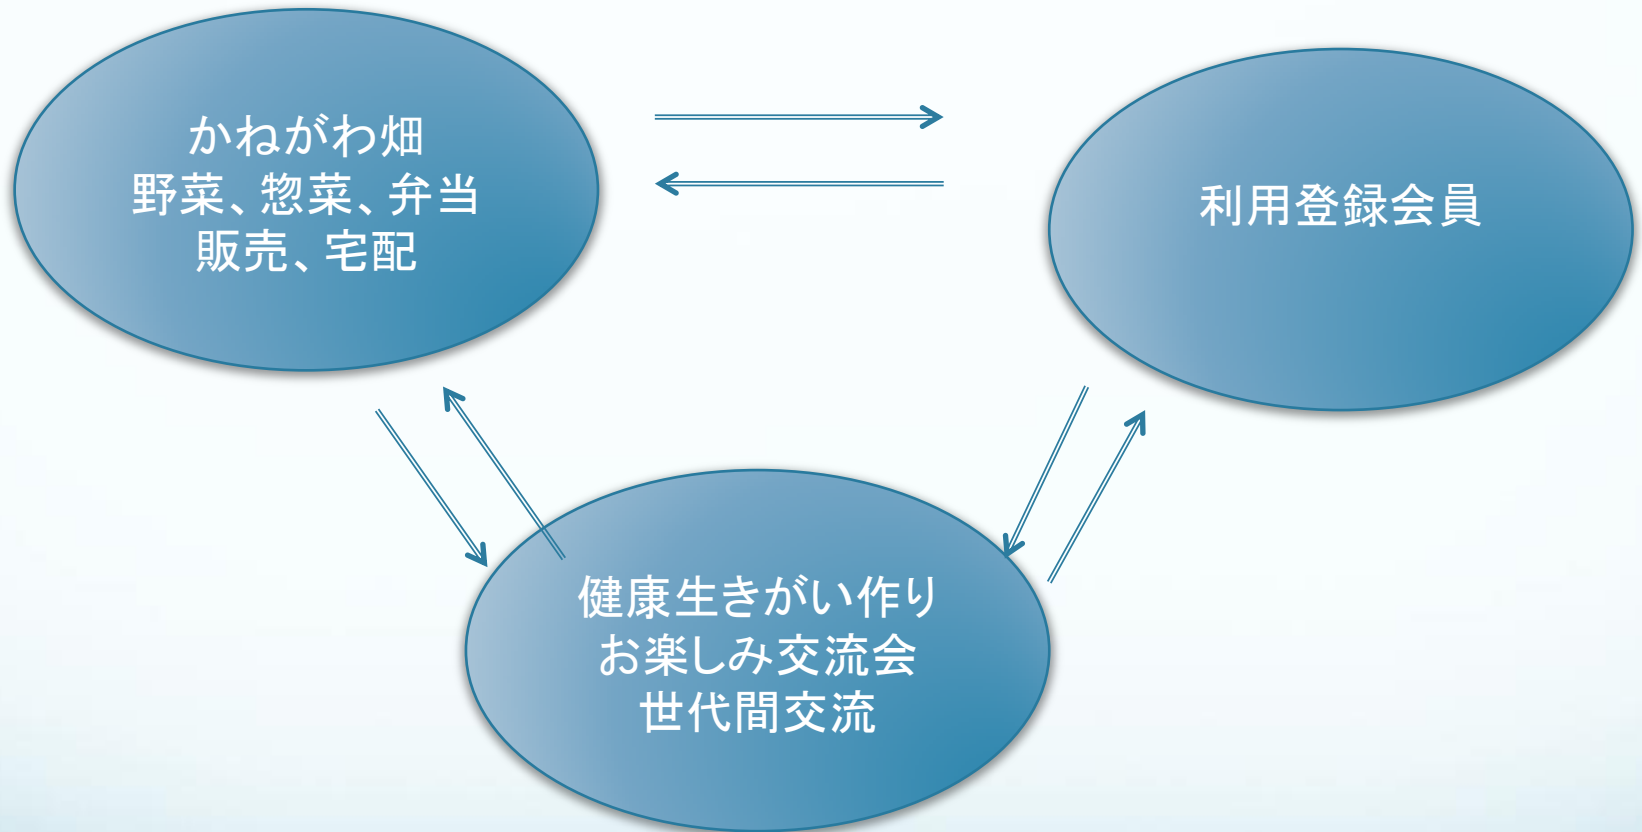 かねがわ畑
野菜、惣菜、弁当
販売、宅配
利用登録会員
健康生きがい作り
お楽しみ交流会
世代間交流